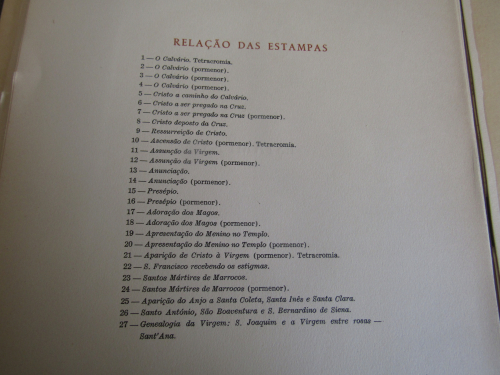 RELAÇÃO DAS ESTAMPAS
1 — O Calvário. Tetracromia.
2 — O Calvário (pormenor).
3 — O Calvário (pormenor).
4 — O Calvário (pormenor).
5 — Cristo a caminho do Calvário.
6 — Cristo a ser pregado na Cruz.
7 — Cristo a ser pregado na Cruz (pormenor).
8 — Cristo deposto da Cruz.
9 — Ressurreição de Cristo.
10 — Ascensão de Cristo (pormenor). Tetracromia.
11 — Assunção da Virgem.
12 — Assunção da Virgem (pormenor).
13 — Anunciação.
14 — Anunciação (pormenor).
15 — Presépio.
16 — Presépio (pormenor).
17 — Adoração dos Magos.
18 — Adoração dos Magos (pormenor).
19 — Apresentação do Menino no Templo.
20 — Apresentação do Menino no Templo (pormenor).
21 — Aparição de Cristo à Virgem (pormenor). Tetracromia.
22 — S. Francisco recebendo os estigmas.
23 — Santos Mártires de Marrocos.
24 — Santos Mártires de Marrocos (pormenor).
25 — Aparição do Anjo a Santa Coleta, Santa Inês e Santa Clara.
26 — Santo António, São Boaventura e S. Bernardino de Siena.
27 — Genealogia da Virgem: S. Joaquim e a Virgem entre rosas —
Sant'Ana.